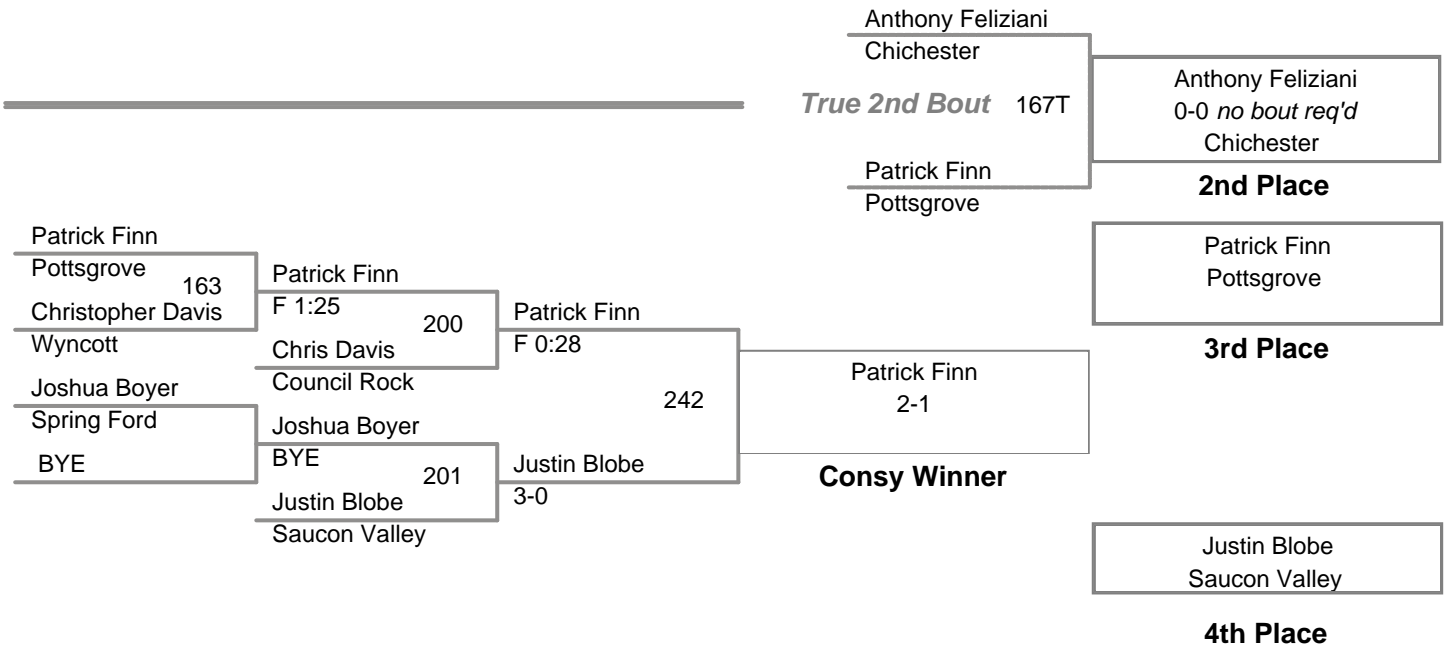 Anthony Feliziani
Chichester
True 2nd Bout 167T
Patrick Finn
Pottsgrove
Anthony Feliziani
0-0 no bout req'd
Chichester
2nd Place
Patrick Finn
Pottsgrove
3rd Place
Patrick Finn
Pottsgrove
163
Christopher Davis
Wyncott
Joshua Boyer
Spring Ford
BYE
Patrick Finn
F 1:25
200
Chris Davis
Council Rock
Joshua Boyer
BYE
201
Justin Blobe
Saucon Valley
Patrick Finn
F 0:28
242
Justin Blobe
3-0
Patrick Finn
2-1
Consy Winner
Justin Blobe
Saucon Valley
4th Place